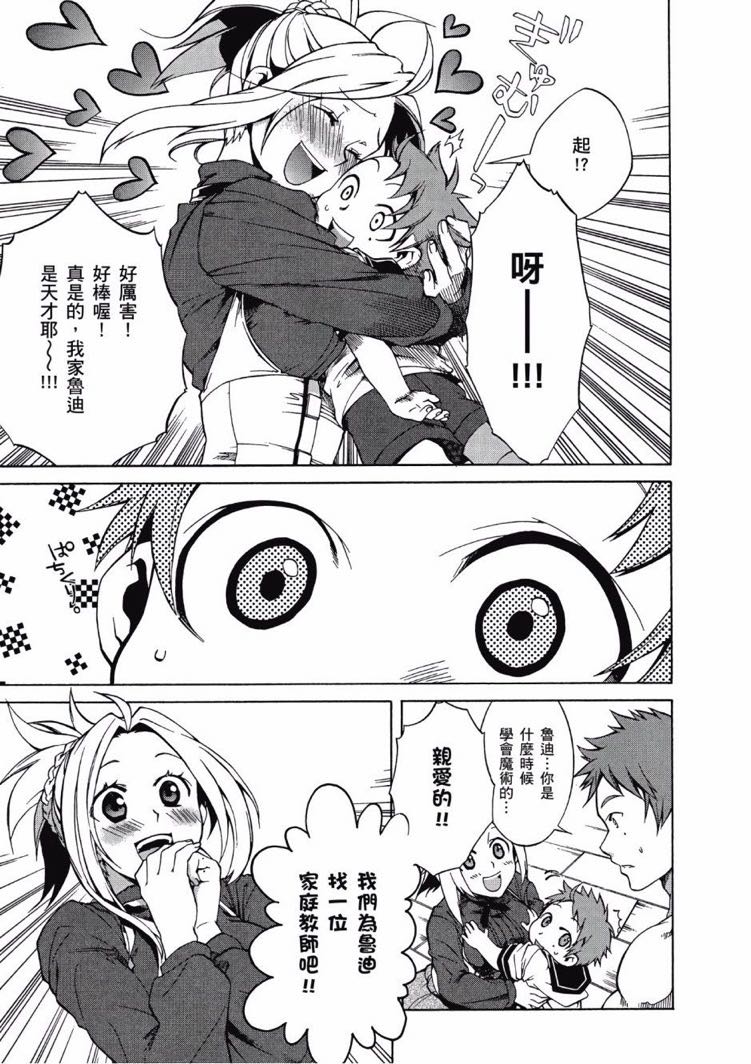 起
!?
ぎゅむーっ
呀——!!!
好厲害！
好棒喔！
真是的，我家魯迪
是天才耶～～!!!
ぱちくり。
魯迪…你是
什麼時候
學會魔術的…
親愛的!!
我們為魯迪
找一位
家庭教師吧!!